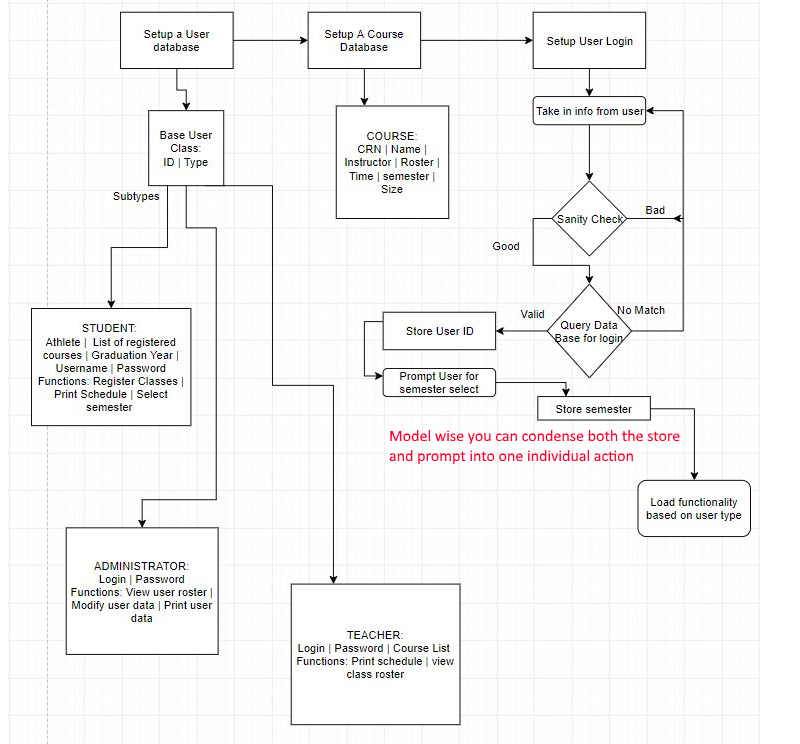 Setup a User
database
Setup A Course
Database
Setup User Login
Take in info from user
Base User
Class:
ID | Type
COURSE:
CRN | Name |
Instructor | Roster |
Time | semester |
Size
Subtypes
Sanity Check
Bad
Good
STUDENT:
Athlete | List of registered
courses | Graduation Year |
Username | Password
Functions: Register Classes |
Print Schedule | Select
semester
Valid
No Match
Store User ID
Query Data
Base for login
Prompt User for
semester select
Store semester
Model wise you can condense both the store
and prompt into one individual action
Load functionality
based on user type
ADMINISTRATOR:
Login | Password
Functions: View user roster |
Modify user data | Print user
data
TEACHER:
Login | Password | Course List
Functions: Print schedule | view
class roster